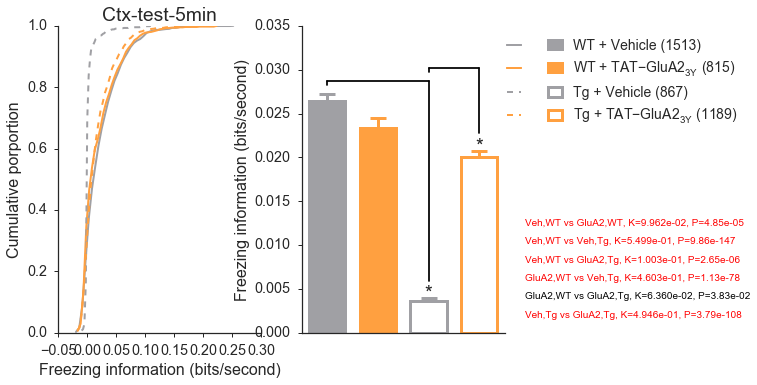 Ctx-test-5min
1.0
0.8
0.6
0.4
0.2
0.0
Cumulative porportion
−0.05 0.00 0.05 0.10 0.15 0.20 0.25 0.30
Freezing information (bits/second)
0.035
0.030
0.025
0.020
0.015
0.010
0.005
0.000
Freezing information (bits/second)
*
*
WT + Vehicle (1513)
WT + TAT−GluA23Y (815)
Tg + Vehicle (867)
Tg + TAT−GluA23Y (1189)
Veh,WT vs GluA2,WT, K=9.962e-02, P=4.85e-05
Veh,WT vs Veh,Tg, K=5.499e-01, P=9.86e-147
Veh,WT vs GluA2,Tg, K=1.003e-01, P=2.65e-06
GluA2,WT vs Veh,Tg, K=4.603e-01, P=1.13e-78
GluA2,WT vs GluA2,Tg, K=6.360e-02, P=3.83e-02
Veh,Tg vs GluA2,Tg, K=4.946e-01, P=3.79e-108